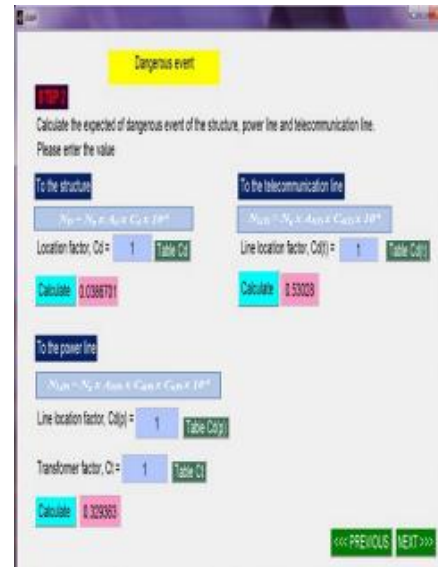 Dangerous event
STEP 2
Calculate the expected of dangerous event of the structure, power line and telecommunication line.
Please enter the value
To the structure
Location factor, Cd = 1 Table Cd
Calculate 0.0386701
To the telecommunication line
Line location factor, Cd(t) = 1 Table Cd(t)
Calculate 0.53028
To the power line
Line location factor, Cd(p) = 1 Table Cd(p)
Transformer factor, Ct = 1 Table Ct
Calculate 0.329363
<<< PREVIOUS NEXT >>>